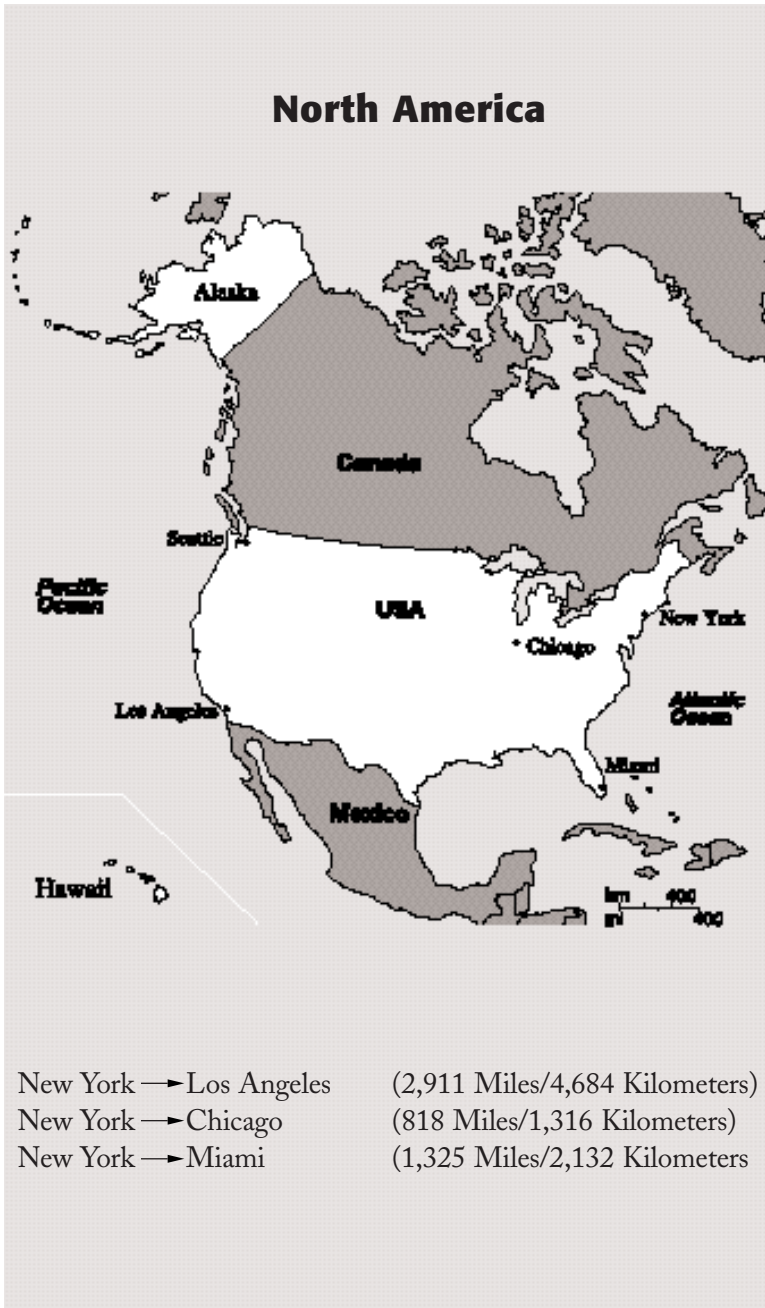 North America
Alaska
Canada
Seattle
Pacific
Ocean
USA
New York
Chicago
Los Angeles
Atlantic
Ocean
Miami
Mexico
Hawaii
km 400
mi 400
New York → Los Angeles (2,911 Miles/4,684 Kilometers)
New York → Chicago (818 Miles/1,316 Kilometers)
New York → Miami (1,325 Miles/2,132 Kilometers